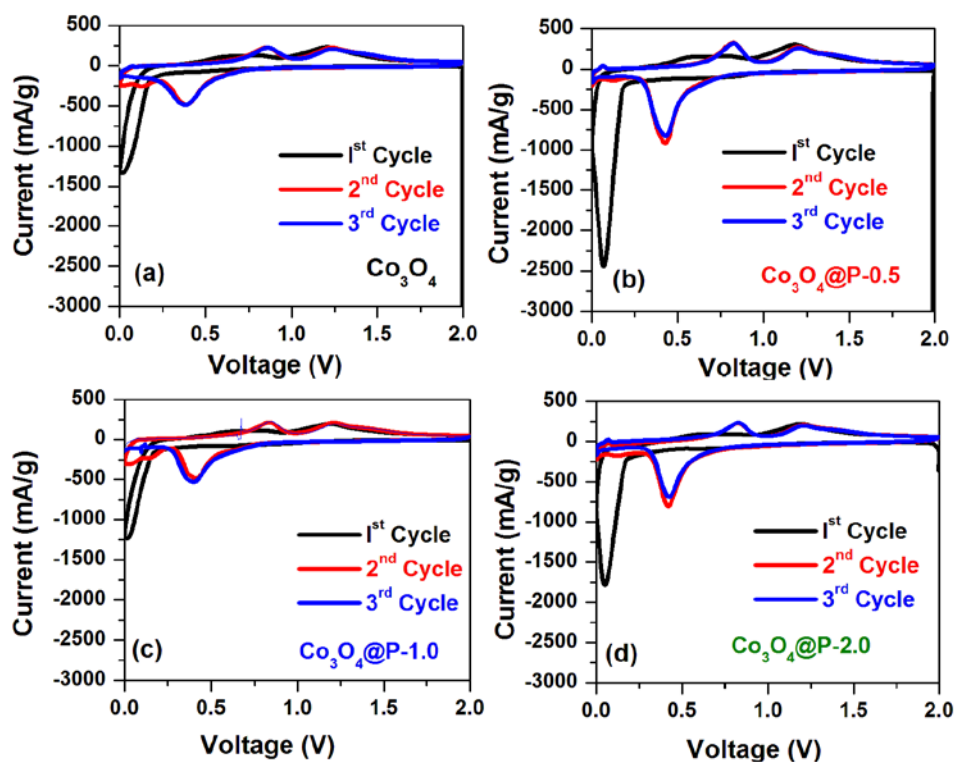 500
0
-500
-1000
-1500
-2000
-2500
-3000
Current (mA/g)
(a)
Iˢᵗ Cycle
2ⁿᵈ Cycle
3ʳᵈ Cycle
Co₃O₄
0.0 0.5 1.0 1.5 2.0
Voltage (V)
500
0
-500
-1000
-1500
-2000
-2500
-3000
Current (mA/g)
Iˢᵗ Cycle
2ⁿᵈ Cycle
3ʳᵈ Cycle
(b)
Co₃O₄@P-0.5
0.0 0.5 1.0 1.5 2.0
Voltage (V)
500
0
-500
-1000
-1500
-2000
-2500
-3000
Current (mA/g)
Iˢᵗ Cycle
2ⁿᵈ Cycle
3ʳᵈ Cycle
(c)
Co₃O₄@P-1.0
0.0 0.5 1.0 1.5 2.0
Voltage (V)
500
0
-500
-1000
-1500
-2000
-2500
-3000
Current (mA/g)
Iˢᵗ Cycle
2ⁿᵈ Cycle
3ʳᵈ Cycle
(d)
Co₃O₄@P-2.0
0.0 0.5 1.0 1.5 2.0
Voltage (V)